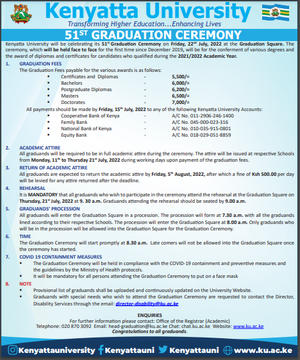 Kenyatta University
Transforming Higher Education...Enhancing Lives
51ST GRADUATION CEREMONY
Kenyatta University will be celebrating its 51st Graduation Ceremony on Friday, 22nd July, 2022 at the Graduation Square. The
ceremony, which will be held face to face for the first time since December 2019, will be for the conferment of various degrees and
the award of diplomas and certificates for candidates who qualified during the 2021/2022 Academic Year.
1. GRADUATION FEES
The Graduation Fees payable for the various awards is as follows:
• Certificates and Diplomas - 5,500/=
• Bachelors - 6,000/=
• Postgraduate Diplomas - 6,200/=
• Masters - 6,500/=
• Doctorates - 7,000/=
All payments should be made by Friday, 15th July, 2022 to any of the following Kenyatta University Accounts:
• Cooperative Bank of Kenya - A/C No. 011-2906-246-1400
• Family Bank - A/C No. 045-000-023-316
• National Bank of Kenya - A/C No. 010-035-915-0801
• Equity Bank - A/C No. 018-029-051-8859
2. ACADEMIC ATTIRE
All graduands will be required to be in full academic attire during the ceremony. The attire will be issued at respective Schools
from Monday, 11th to Thursday 21st July, 2022 during working days upon payment of the graduation fees.
3. RETURN OF ACADEMIC ATTIRE
All graduands are expected to return the academic attire by Friday, 5th August, 2022, after which a fine of Ksh 500.00 per day
will be levied for any attire returned after the deadline.
4. REHEARSAL
It is MANDATORY that all graduands who wish to participate in the ceremony attend the rehearsal at the Graduation Square on
Thursday, 21st July, 2022 at 9. 30 a.m. Graduands attending the rehearsal should be seated by 9.00 a.m.
5. GRADUANDS' PROCESSION
All graduands will enter the Graduation Square in a procession. The procession will form at 7.30 a.m. with all the graduands
lined according to their respective Schools. The procession will enter the Graduation Square at 8.00 a.m. Only graduands who
will be in the procession will be allowed into the Graduation Square for the Graduation Ceremony.
6. TIME
The Graduation Ceremony will start promptly at 8.30 a.m. Late comers will not be allowed into the Graduation Square once
the ceremony has started.
7. COVID 19 CONTAINMENT MEASURES
• The Graduation Ceremony will be held in compliance with the COVID-19 containment and preventive measures and
the guidelines by the Ministry of Health protocols.
• It will be mandatory for all persons attending the Graduation Ceremony to put on a face mask
8. NOTE
• Provisional list of graduands shall be uploaded and continuously updated on the University Website.
• Graduands with special needs who wish to attend the Graduation Ceremony are requested to contact the Director,
Disability Services through the email: director-disability@ku.ac.ke
ENQUIRIES
For further information please contact: Office of the Registrar (Academic)
Telephone: 020 870 3092 Email: head-graduation@ku.ac.ke Chat: chat.ku.ac.ke Website: www.ku.ac.ke
Congratulations to all graduands
Kenyattauniversity Kenyattauni Kenyattauni www.ku.ac.ke